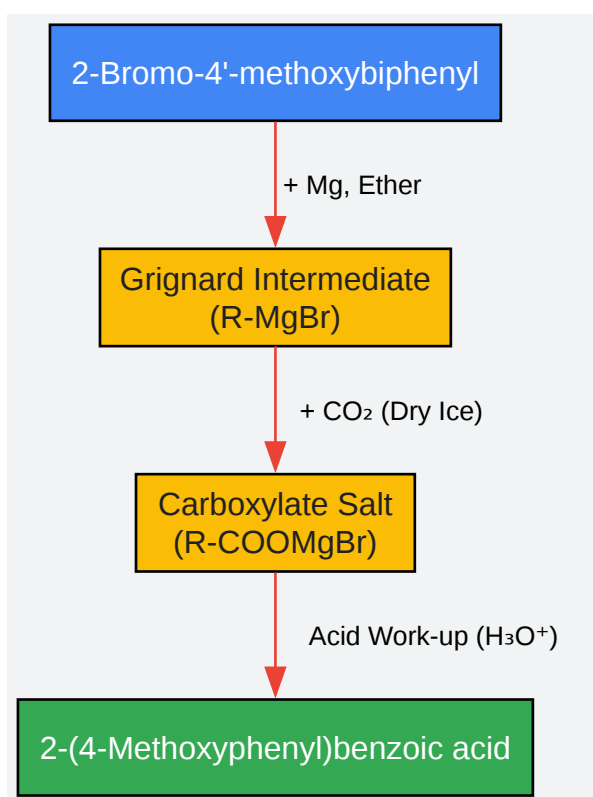 2-Bromo-4'-methoxybiphenyl
+ Mg, Ether
Grignard Intermediate
(R-MgBr)
+ CO₂ (Dry Ice)
Carboxylate Salt
(R-COOMgBr)
Acid Work-up (H₃O⁺)
2-(4-Methoxyphenyl)benzoic acid